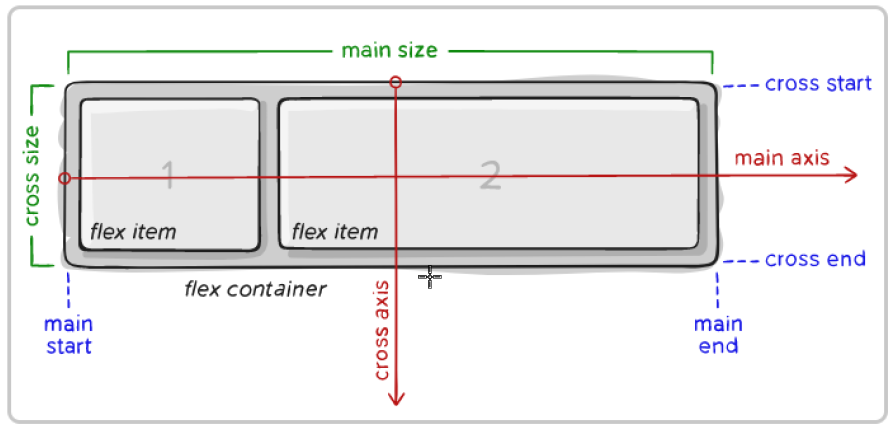 main size
cross start
cross size
1
2
main axis
flex item
flex item
cross end
flex container
cross axis
main
start
main
end